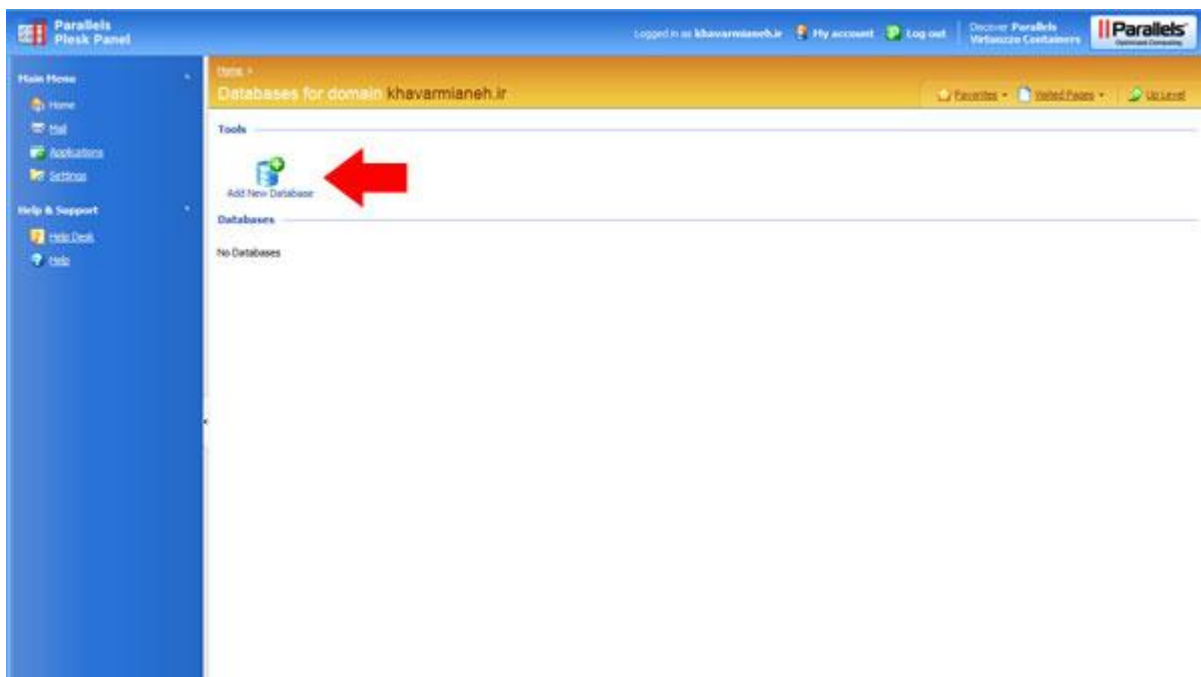 Parallels
Plesk Panel
Logged in as khavarmianeh.ir My account Log out
Discover Parallels
Virtuozzo Containers
Parallels
Optimized Computing
Main Menu
Home
Mail
Applications
Settings
Help & Support
Help Desk
Help
Home >
Databases for domain khavarmianeh.ir
Favorites Visited Pages Up Level
Tools
Add New Database
Databases
No Databases